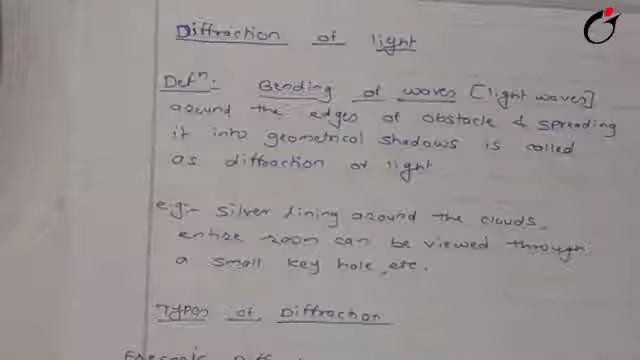 Diffraction of light
Defn: Bending of waves [light waves]
around the edges of obstacle & spreading
it into geometrical shadows is called
as diffraction of light.
e.g:- Silver lining around the clouds,
entire room can be viewed through
a small key hole, etc.
Types of Diffraction